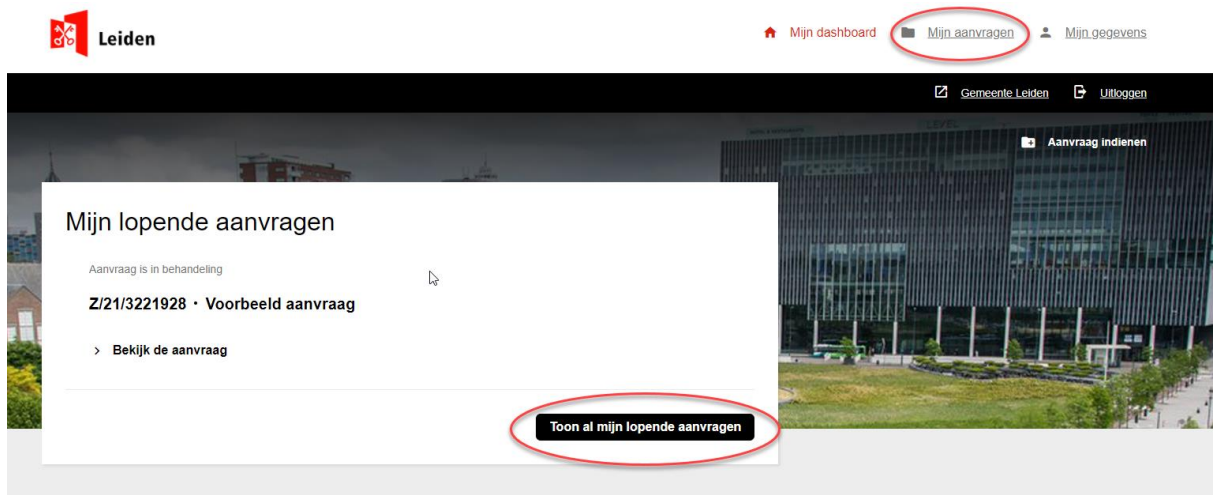 Leiden
Mijn dashboard Mijn aanvragen Mijn gegevens
Gemeente Leiden Uitloggen
LEVEL
Aanvraag indienen
Mijn lopende aanvragen
Aanvraag is in behandeling
Z/21/3221928 · Voorbeeld aanvraag
Bekijk de aanvraag
Toon al mijn lopende aanvragen